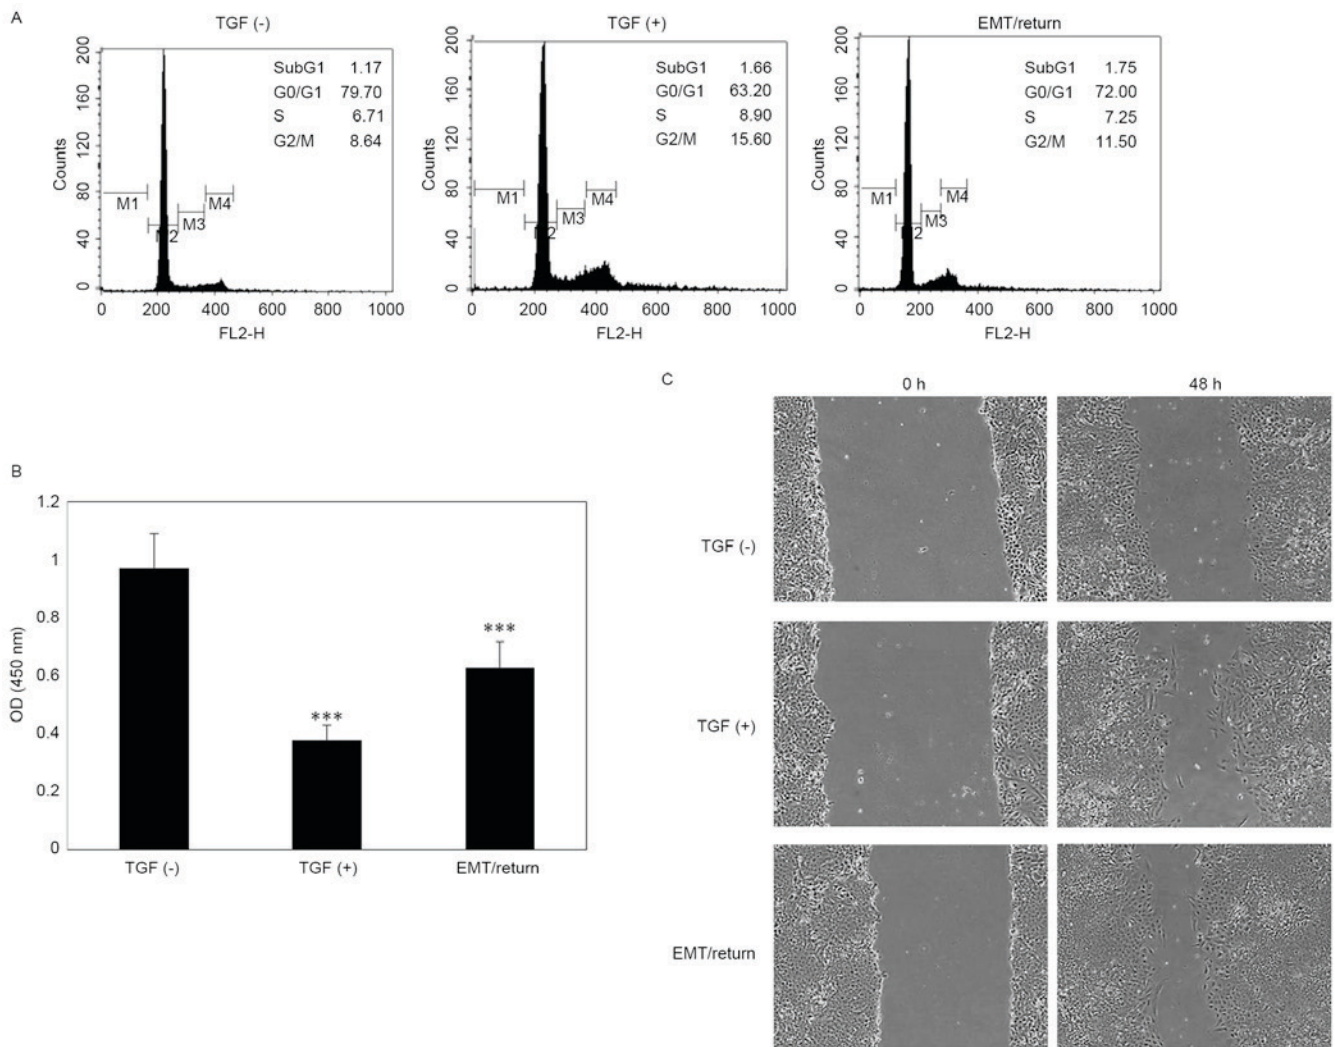 A
TGF (-)
TGF (+)
EMT/return
SubG1 1.17
G0/G1 79.70
S 6.71
G2/M 8.64
Counts
200
160
120
80
40
0
M1
2
M3
M4
0 200 400 600 800 1000
FL2-H
SubG1 1.66
G0/G1 63.20
S 8.90
G2/M 15.60
Counts
200
160
120
80
40
0
M1
2
M3
M4
0 200 400 600 800 1000
FL2-H
SubG1 1.75
G0/G1 72.00
S 7.25
G2/M 11.50
Counts
200
160
120
80
40
0
M1
2
M3
M4
0 200 400 600 800 1000
FL2-H
B
OD (450 nm)
1.2
1
0.8
0.6
0.4
0.2
0
***
***
TGF (-) TGF (+) EMT/return
C
0 h 48 h
TGF (-)
TGF (+)
EMT/return